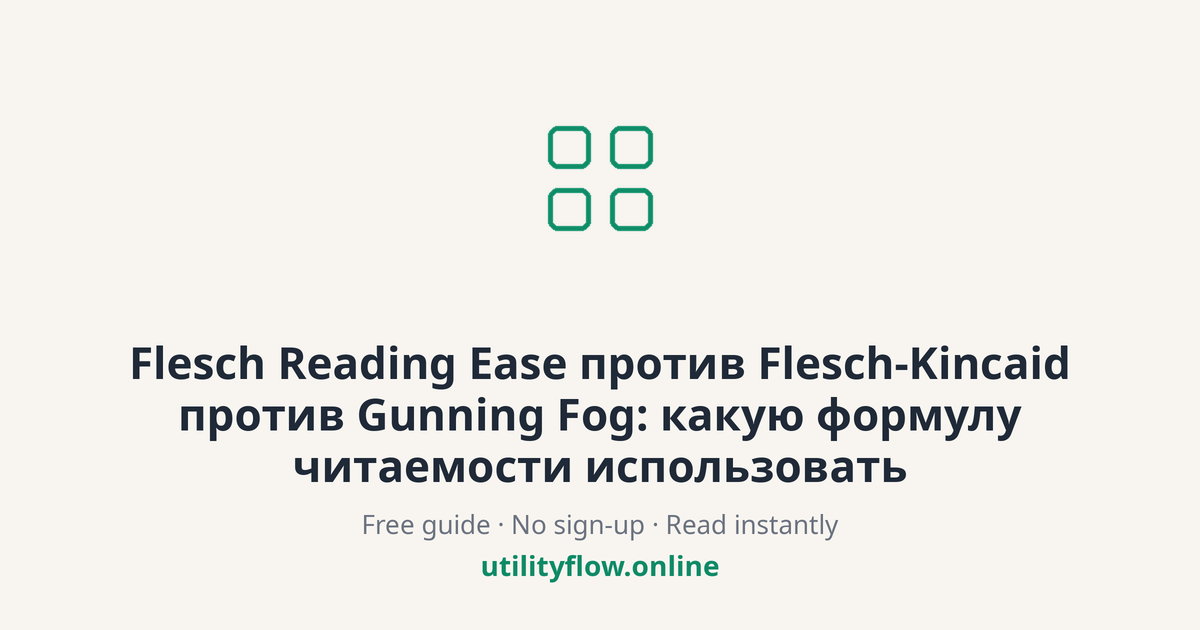 Flesch Reading Ease против Flesch-Kincaid
против Gunning Fog: какую формулу
читаемости использовать
Free guide · No sign-up · Read instantly
utilityflow.online